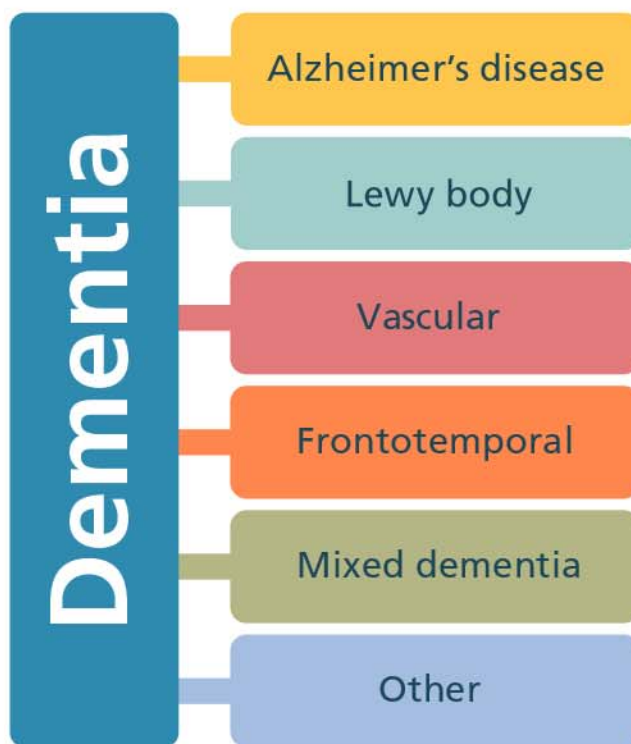 Dementia
Alzheimer’s disease
Lewy body
Vascular
Frontotemporal
Mixed dementia
Other